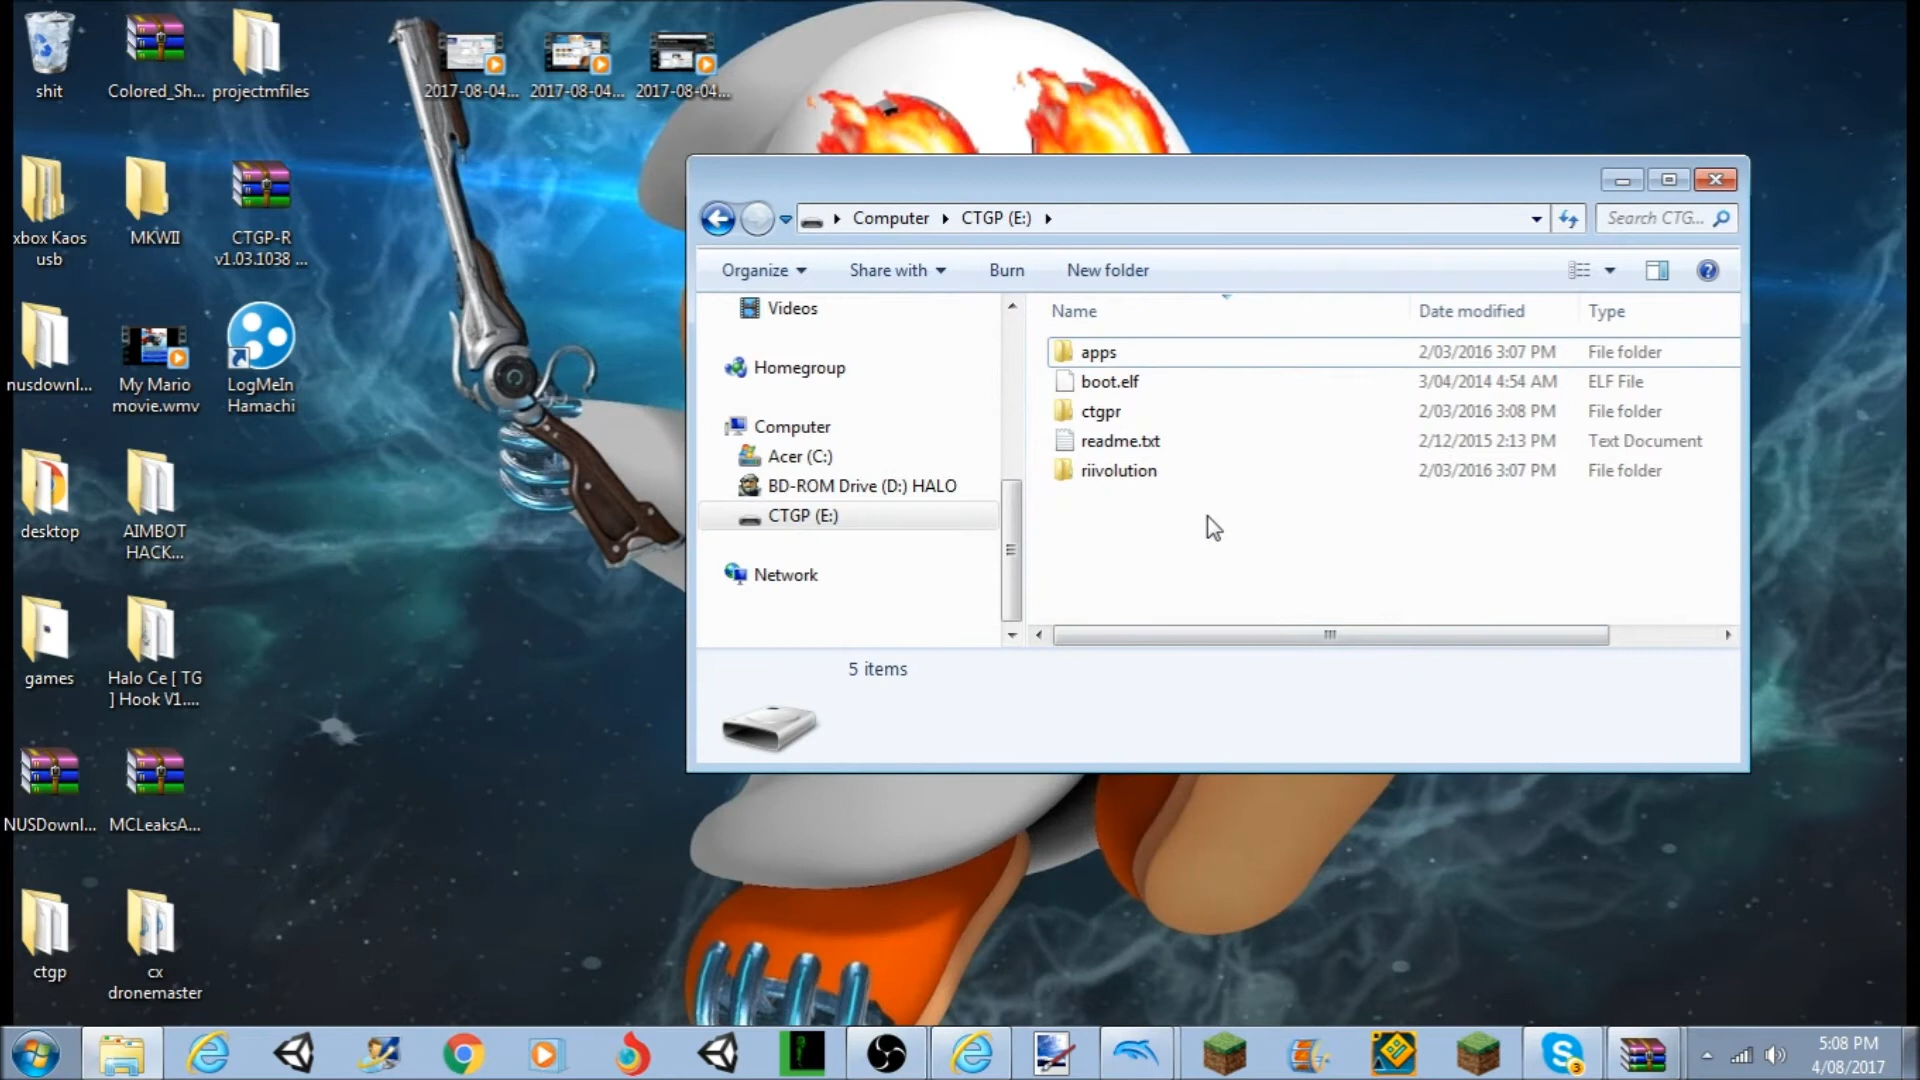 shit
Colored_Sh...
projectmfiles
2017-08-04...
2017-08-04...
2017-08-04...
xbox Kaos
usb
MKWII
CTGP-R
v1.03.1038 ...
nusdownl...
My Mario
movie.wmv
LogMeIn
Hamachi
desktop
AIMBOT
HACK...
games
Halo Ce [ TG
] Hook V1....
NUSDownl...
MCLeaksA...
ctgp
cx
dronemaster
Computer
CTGP (E:)
Search CTG...
Organize
Share with
Burn
New folder
Videos
Homegroup
Computer
Acer (C:)
BD-ROM Drive (D:) HALO
CTGP (E:)
Network
Name
Date modified
Type
apps
2/03/2016 3:07 PM
File folder
boot.elf
3/04/2014 4:54 AM
ELF File
ctgpr
2/03/2016 3:08 PM
File folder
readme.txt
2/12/2015 2:13 PM
Text Document
riivolution
2/03/2016 3:07 PM
File folder
5 items
3
5:08 PM
4/08/2017